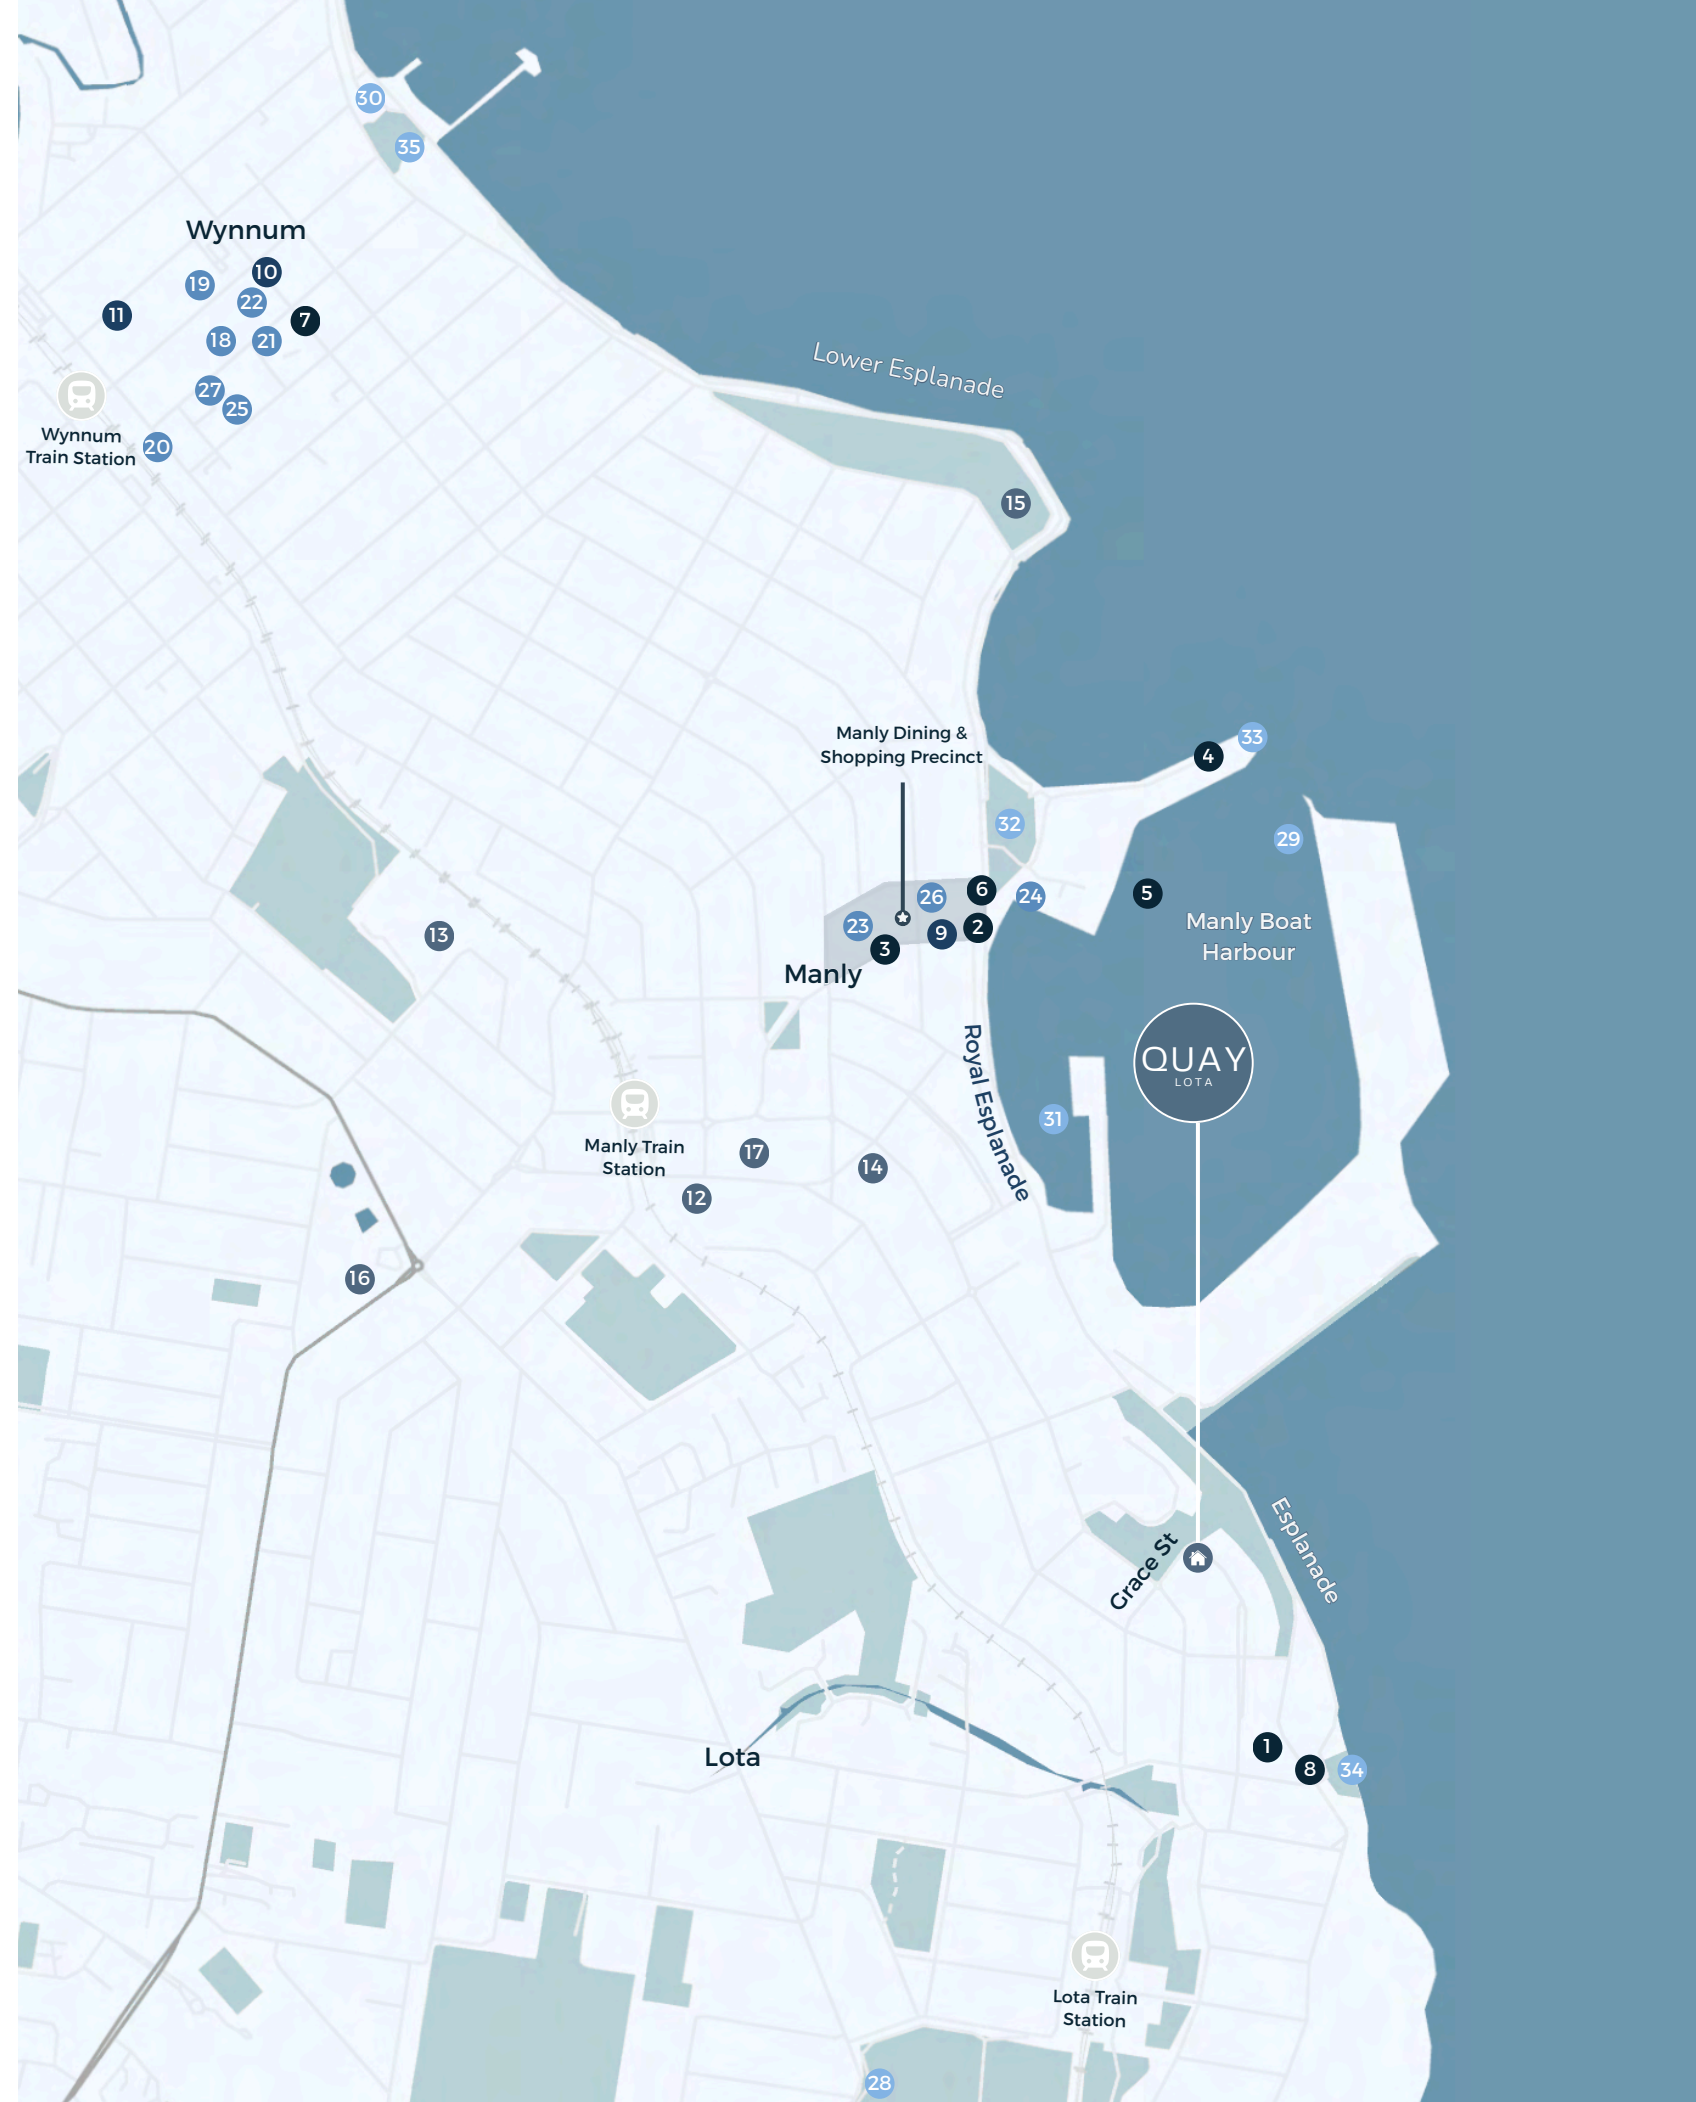 30
35
Wynnum
10
19
22
11
7
18
21
27
25
Wynnum
Train Station
20
Lower Esplanade
15
Manly Dining &
Shopping Precinct
33
4
32
29
6
26
24
5
23
9
2
3
13
Manly Boat
Harbour
Manly
Royal Esplanade
QUAY
LOTA
31
Manly Train
Station
17
14
12
16
Esplanade
Grace St
1
Lota
8
34
Lota Train
Station
28